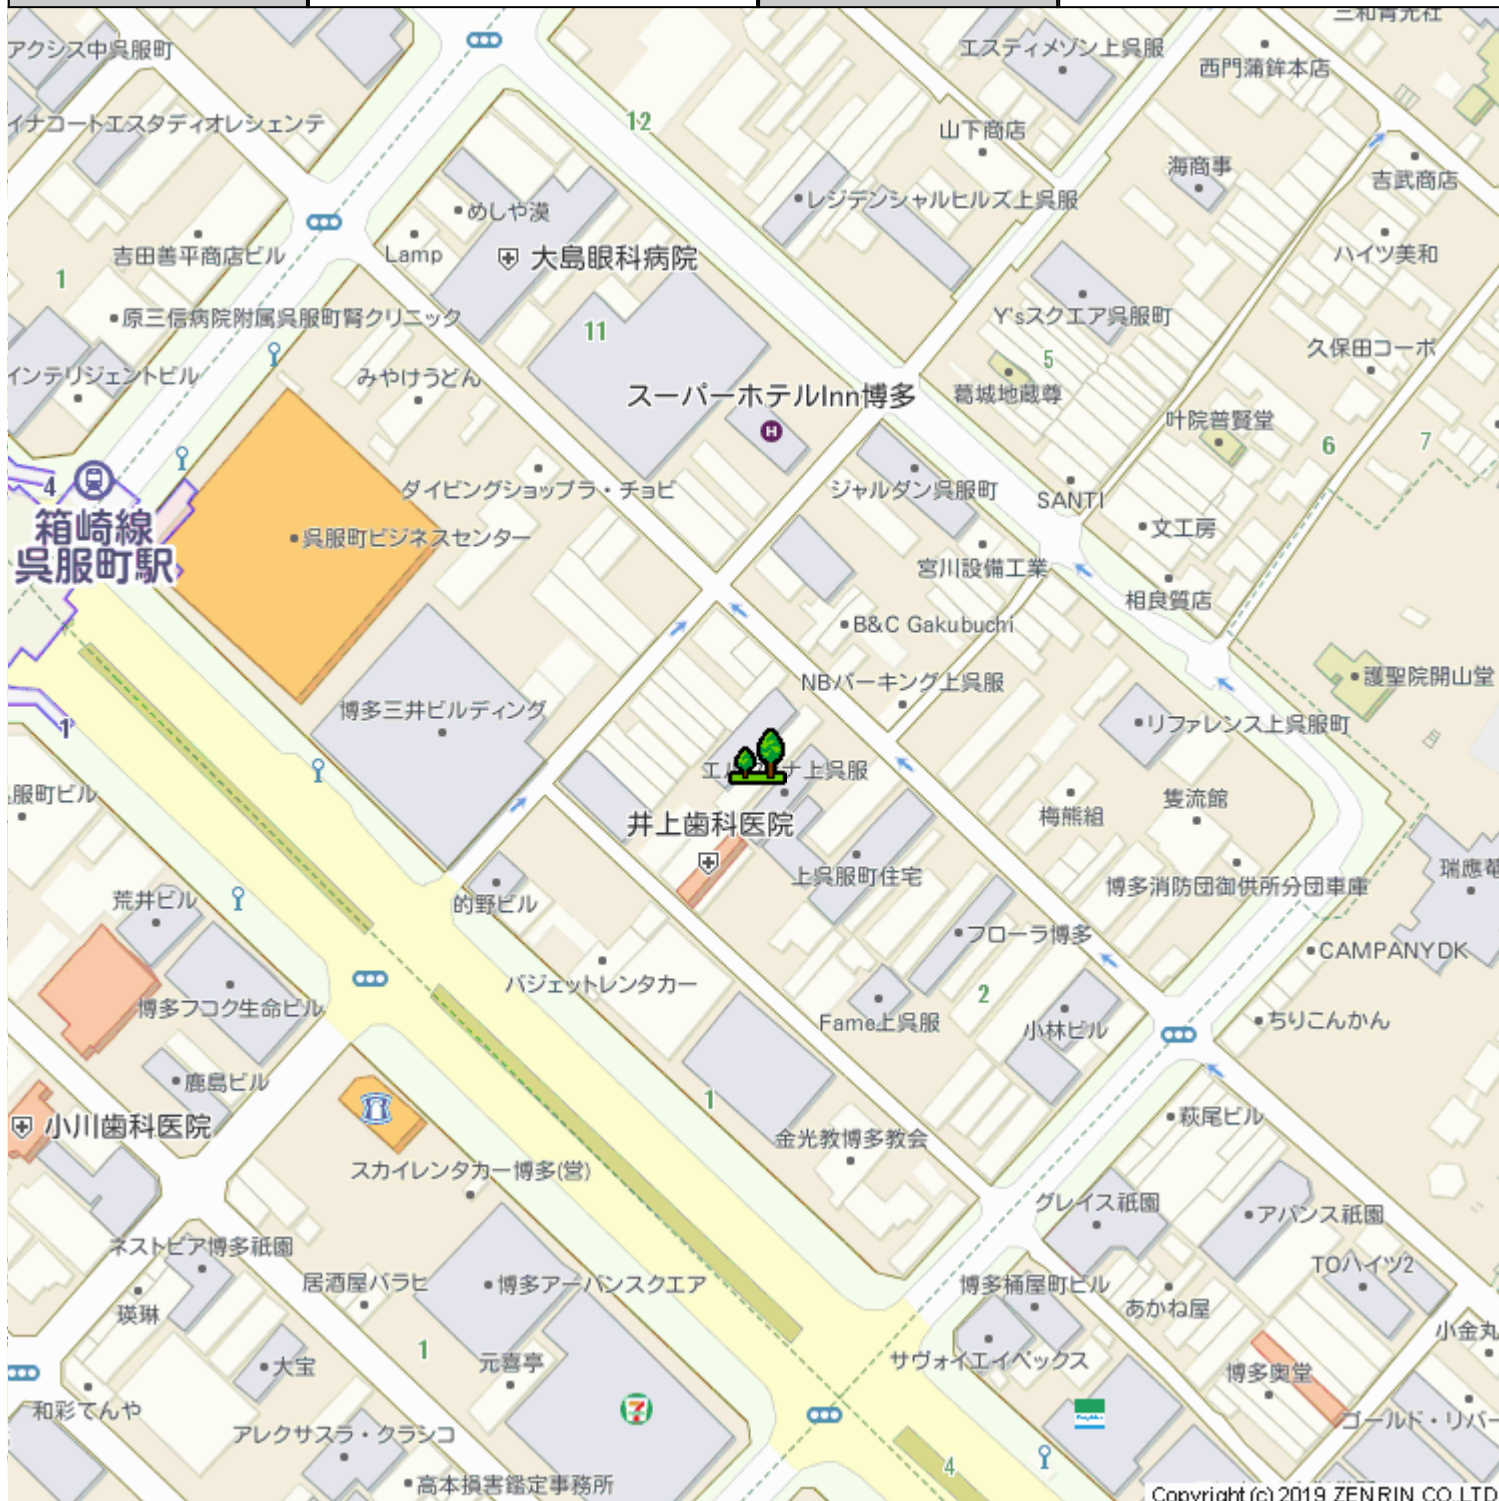 三和青光社
アクシス中呉服町
エスティメゾン上呉服
西門蒲鉾本店
イナコートエスタディオレジェンテ
12
山下商店
海商事
吉武商店
レジデンシャルヒルズ上呉服
めしや漠
Lamp
大島眼科病院
吉田善平商店ビル
ハイツ美和
1
原三信病院附属呉服町腎クリニック
11
Y'sスクエア呉服町
久保田コーポ
5
インテリジェントビル
みやけうどん
スーパーホテルInn博多
H
葛城地蔵尊
叶院普賢堂
6
7
4
ダイビングショップラ・チョビ
ジャルダン呉服町
SANTI
箱崎線
呉服町駅
呉服町ビジネスセンター
文工房
宮川設備工業
相良質店
B&C Gakubuchi
NBパーキング上呉服
護聖院開山堂
博多三井ビルディング
リファレンス上呉服町
1
ナ上呉服
服町ビル
隻流館
梅熊組
井上歯科医院
上呉服町住宅
博多消防団御供所分団車庫
瑞應菴
荒井ビル
的野ビル
フローラ博多
CAMPANYDK
バジェットレンタカー
2
博多フコク生命ビル
Fame上呉服
小林ビル
ちりこんかん
鹿島ビル
1
萩尾ビル
小川歯科医院
金光教博多教会
スカイレンタカー博多(営)
グレイス祇園
アバンス祇園
ネストピア博多祇園
TOハイツ2
居酒屋バラヒ
博多アーバンスクエア
博多桶屋町ビル
あかね屋
瑛琳
小金丸
1
元喜亭
大宝
サヴォイエイペックス
博多奥堂
和彩てんや
7
ゴールド・リバー
アレクサスラ・クラシコ
4
高本損害鑑定事務所
Copyright (c) 2019 ZENRIN CO.,LTD